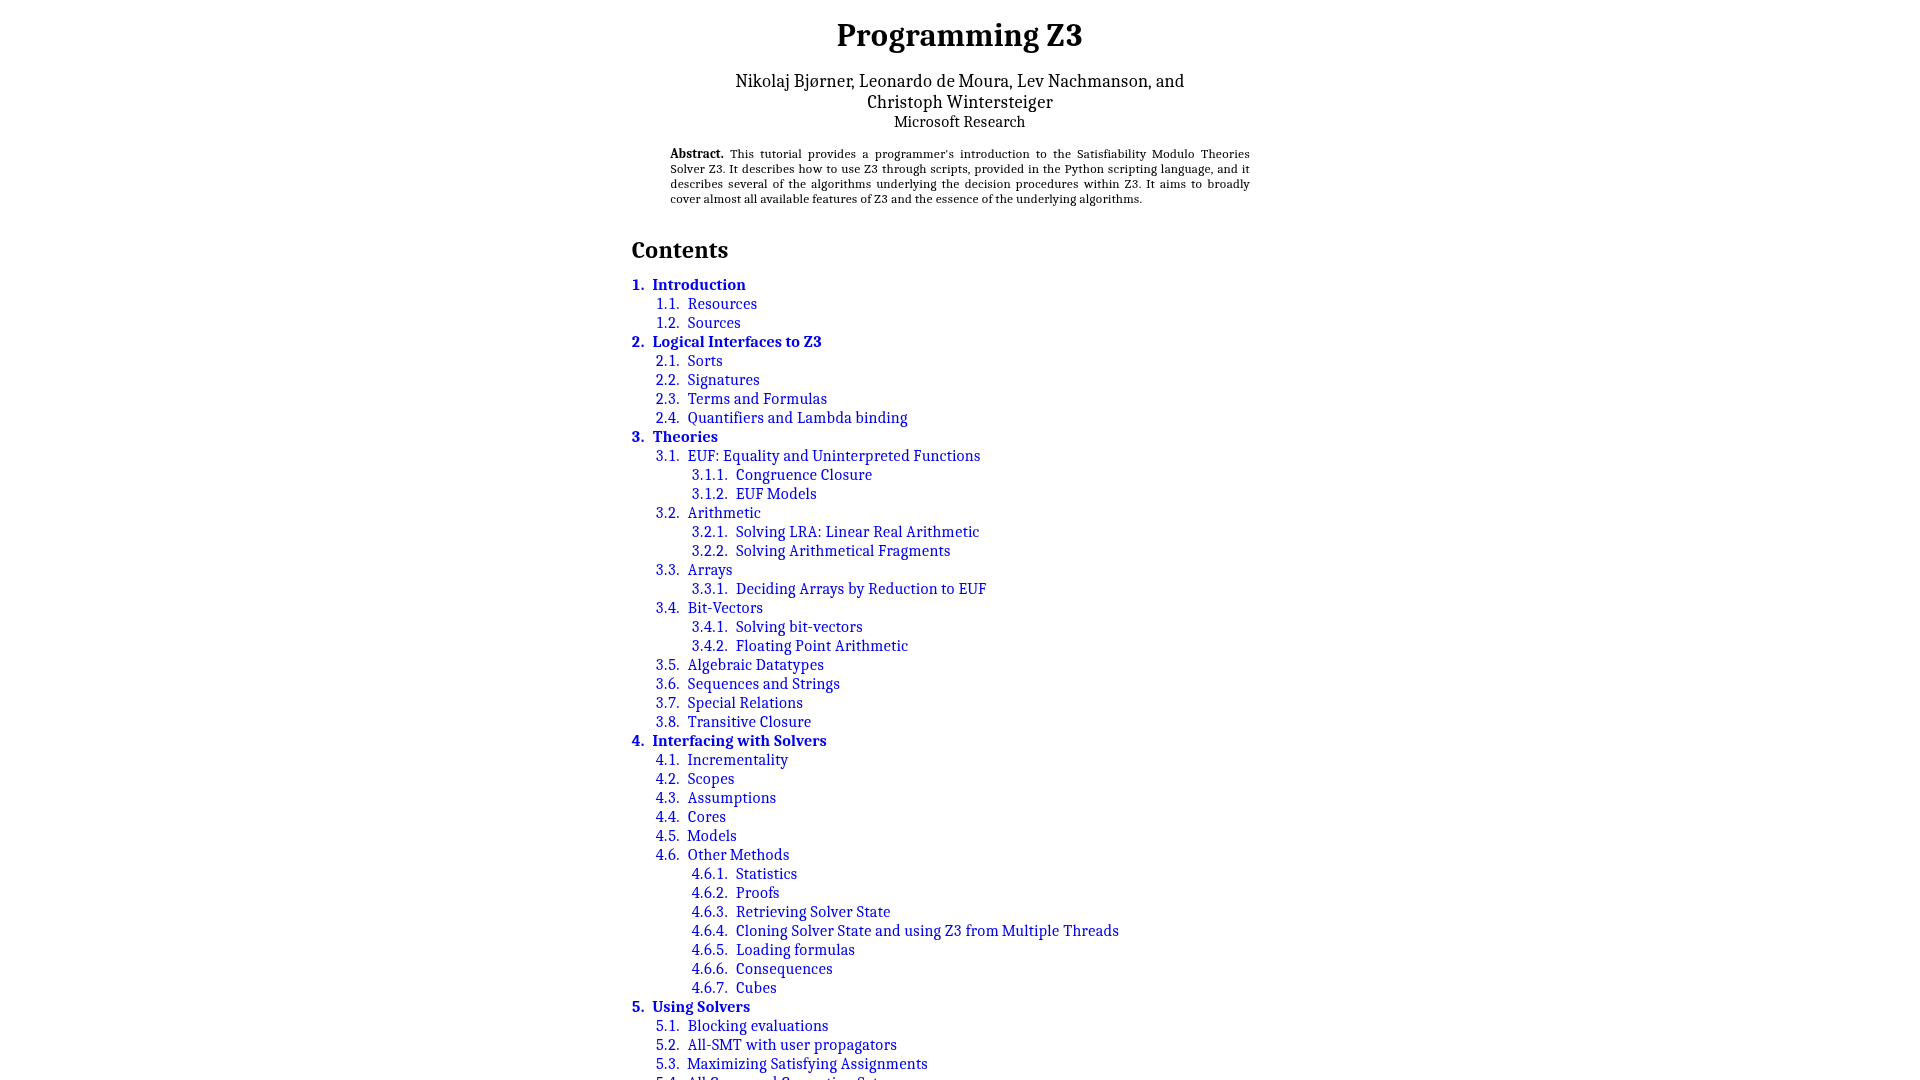 Programming Z3
Nikolaj Bjørner, Leonardo de Moura, Lev Nachmanson, and
Christoph Wintersteiger
Microsoft Research
Abstract. This tutorial provides a programmer's introduction to the Satisfiability Modulo Theories
Solver Z3. It describes how to use Z3 through scripts, provided in the Python scripting language, and it
describes several of the algorithms underlying the decision procedures within Z3. It aims to broadly
cover almost all available features of Z3 and the essence of the underlying algorithms.
Contents
1. Introduction
1.1. Resources
1.2. Sources
2. Logical Interfaces to Z3
2.1. Sorts
2.2. Signatures
2.3. Terms and Formulas
2.4. Quantifiers and Lambda binding
3. Theories
3.1. EUF: Equality and Uninterpreted Functions
3.1.1. Congruence Closure
3.1.2. EUF Models
3.2. Arithmetic
3.2.1. Solving LRA: Linear Real Arithmetic
3.2.2. Solving Arithmetical Fragments
3.3. Arrays
3.3.1. Deciding Arrays by Reduction to EUF
3.4. Bit-Vectors
3.4.1. Solving bit-vectors
3.4.2. Floating Point Arithmetic
3.5. Algebraic Datatypes
3.6. Sequences and Strings
3.7. Special Relations
3.8. Transitive Closure
4. Interfacing with Solvers
4.1. Incrementality
4.2. Scopes
4.3. Assumptions
4.4. Cores
4.5. Models
4.6. Other Methods
4.6.1. Statistics
4.6.2. Proofs
4.6.3. Retrieving Solver State
4.6.4. Cloning Solver State and using Z3 from Multiple Threads
4.6.5. Loading formulas
4.6.6. Consequences
4.6.7. Cubes
5. Using Solvers
5.1. Blocking evaluations
5.2. All-SMT with user propagators
5.3. Maximizing Satisfying Assignments